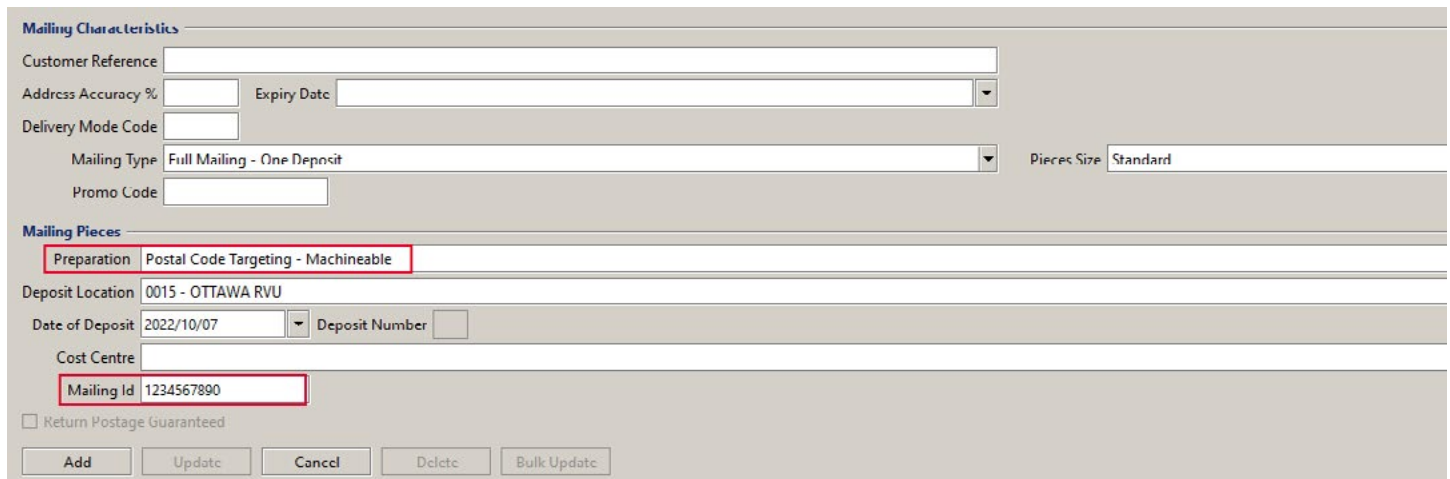 Mailing Characteristics
Customer Reference
Address Accuracy % Expiry Date
Delivery Mode Code
Mailing Type Full Mailing - One Deposit Pieces Size Standard
Promo Code
Mailing Pieces
Preparation Postal Code Targeting - Machineable
Deposit Location 0015 - OTTAWA RVU
Date of Deposit 2022/10/07 Deposit Number
Cost Centre
Mailing Id 1234567890
Return Postage Guaranteed
Add Update Cancel Delete Bulk Update